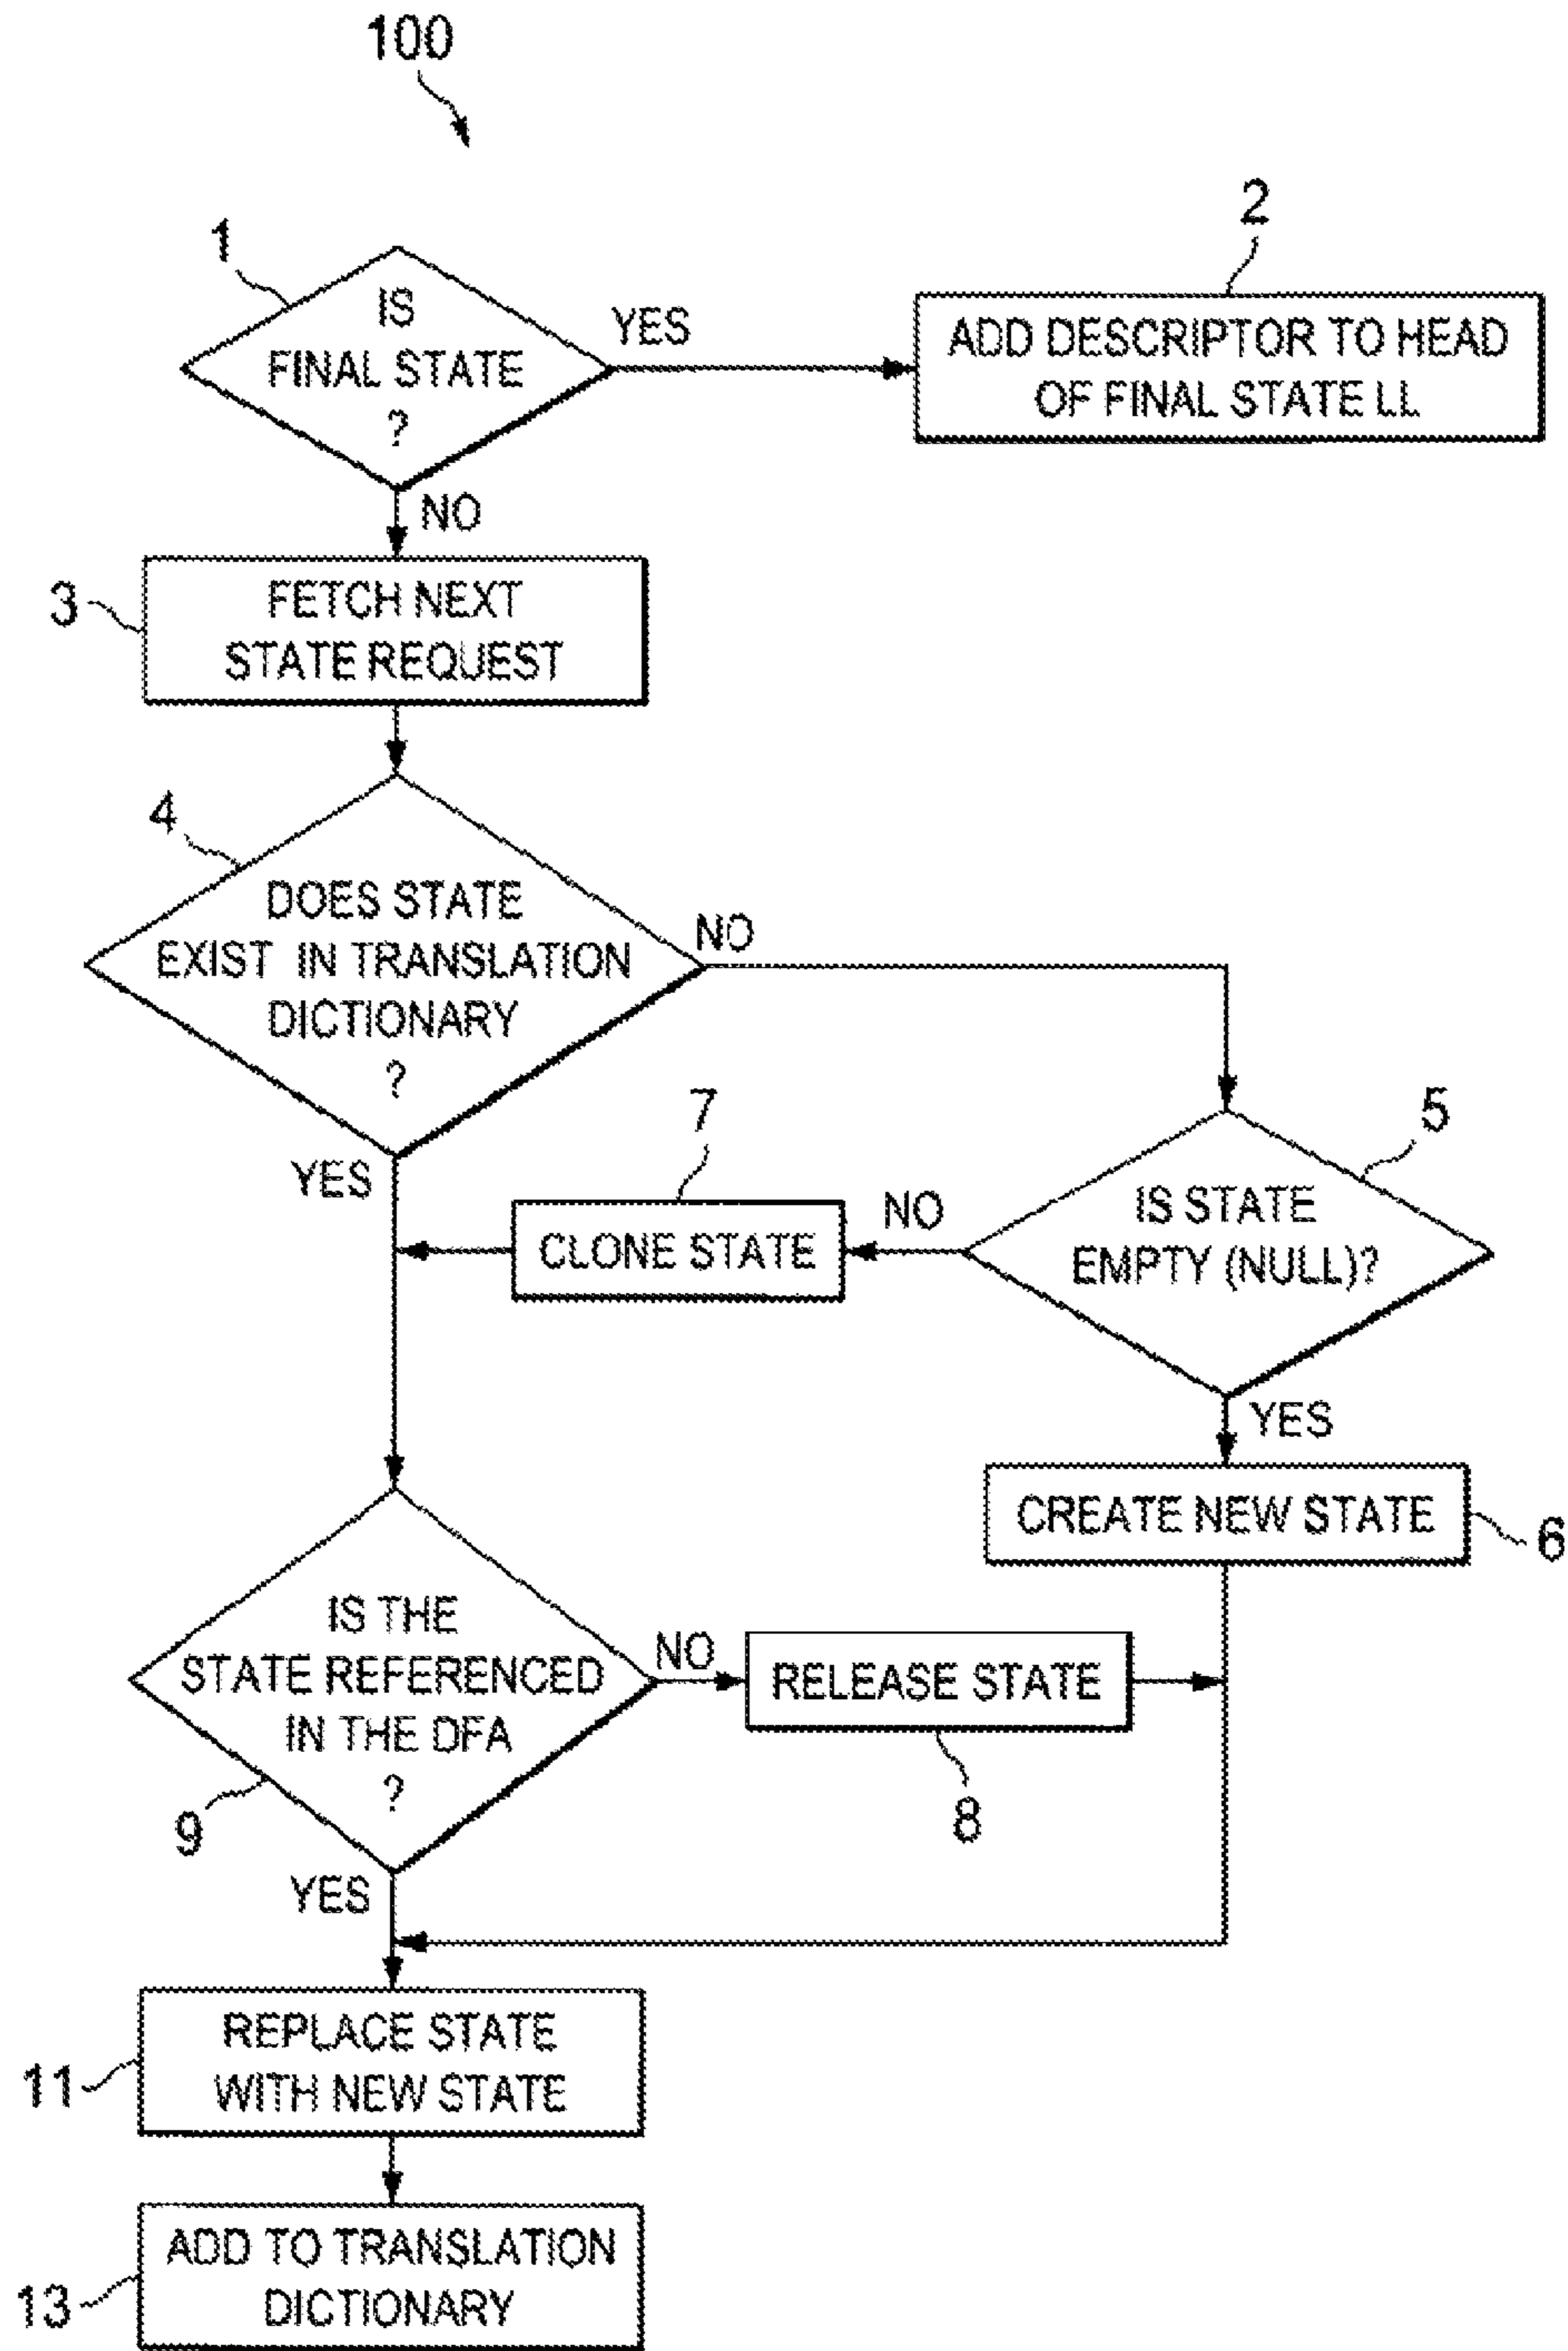 100
1
IS
FINAL STATE
?
YES
2
ADD DESCRIPTOR TO HEAD
OF FINAL STATE LL
NO
3
FETCH NEXT
STATE REQUEST
4
DOES STATE
EXIST IN TRANSLATION
DICTIONARY
?
NO
YES
7
CLONE STATE
NO
5
IS STATE
EMPTY (NULL)?
YES
CREATE NEW STATE
6
IS THE
STATE REFERENCED
IN THE DFA
?
9
NO
RELEASE STATE
8
YES
REPLACE STATE
WITH NEW STATE
11
ADD TO TRANSLATION
DICTIONARY
13